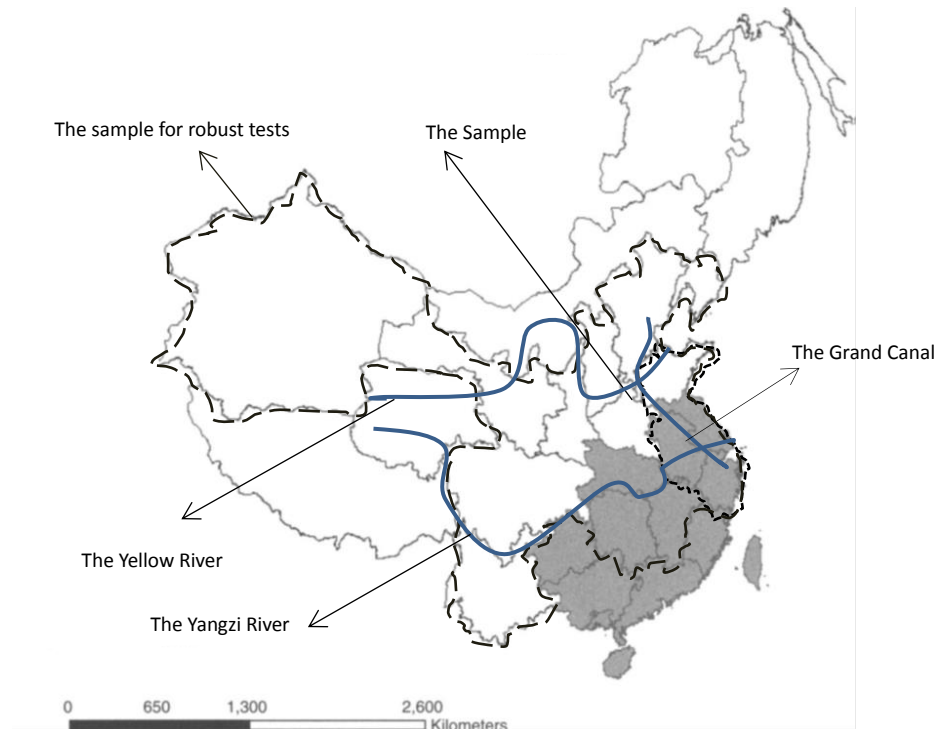 The sample for robust tests
The Sample
The Grand Canal
The Yellow River
The Yangzi River
0 650 1,300 2,600
Kilometers